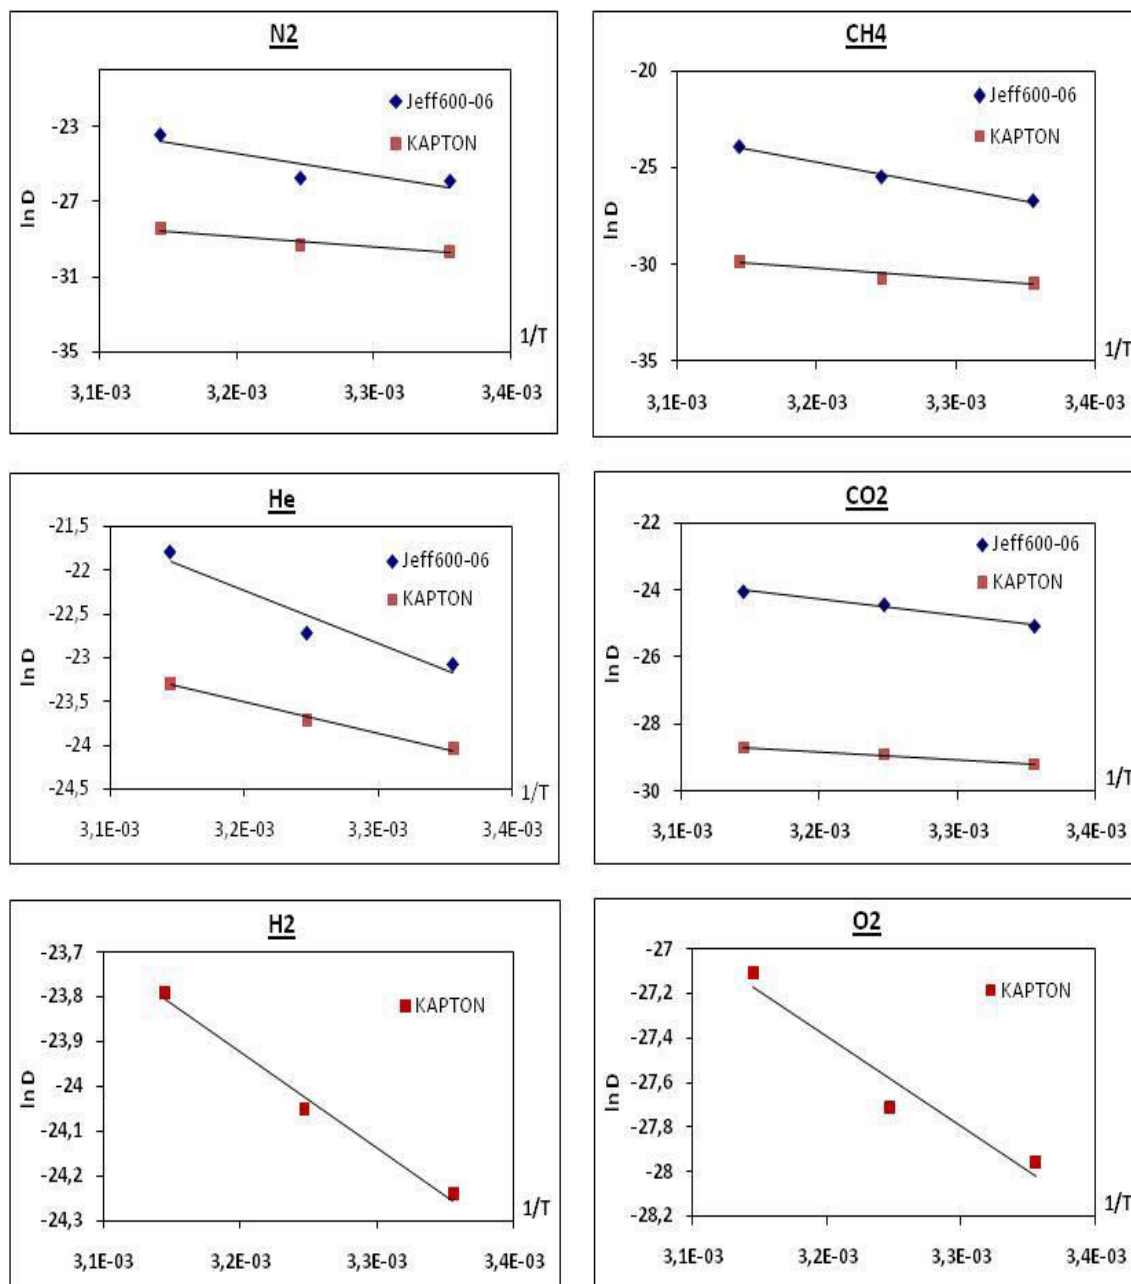 N2
-23
-27
-31
-35
ln D
Jeff600-06
KAPTON
1/T
3,1E-03 3,2E-03 3,3E-03 3,4E-03
CH4
-20
-25
-30
-35
ln D
Jeff600-06
KAPTON
1/T
3,1E-03 3,2E-03 3,3E-03 3,4E-03
He
-21,5
-22
-22,5
-23
-23,5
-24
-24,5
ln D
Jeff600-06
KAPTON
1/T
3,1E-03 3,2E-03 3,3E-03 3,4E-03
CO2
-22
-24
-26
-28
-30
ln D
Jeff600-06
KAPTON
1/T
3,1E-03 3,2E-03 3,3E-03 3,4E-03
H2
-23,7
-23,8
-23,9
-24
-24,1
-24,2
-24,3
ln D
KAPTON
1/T
3,1E-03 3,2E-03 3,3E-03 3,4E-03
O2
-27
-27,2
-27,4
-27,6
-27,8
-28
-28,2
ln D
KAPTON
1/T
3,1E-03 3,2E-03 3,3E-03 3,4E-03